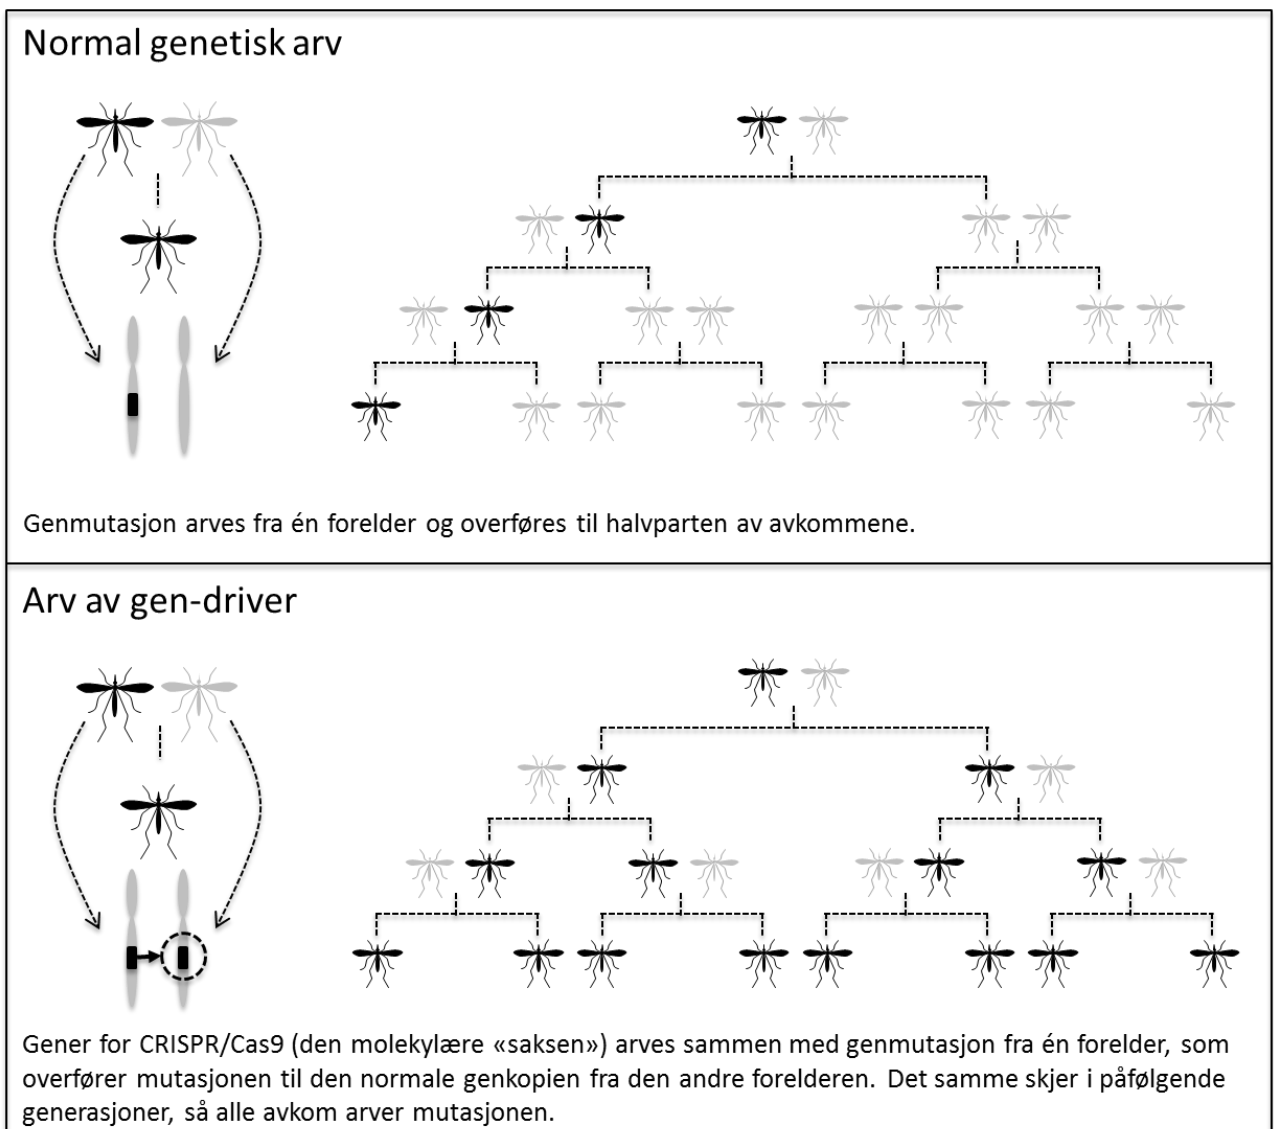 Normal genetisk arv
Genmutasjon arves fra én forelder og overføres til halvparten av avkommene.
Arv av gen-driver
Gener for CRISPR/Cas9 (den molekylære «saksen») arves sammen med genmutasjon fra én forelder, som
overfører mutasjonen til den normale genkopien fra den andre forelderen. Det samme skjer i påfølgende
generasjoner, så alle avkom arver mutasjonen.